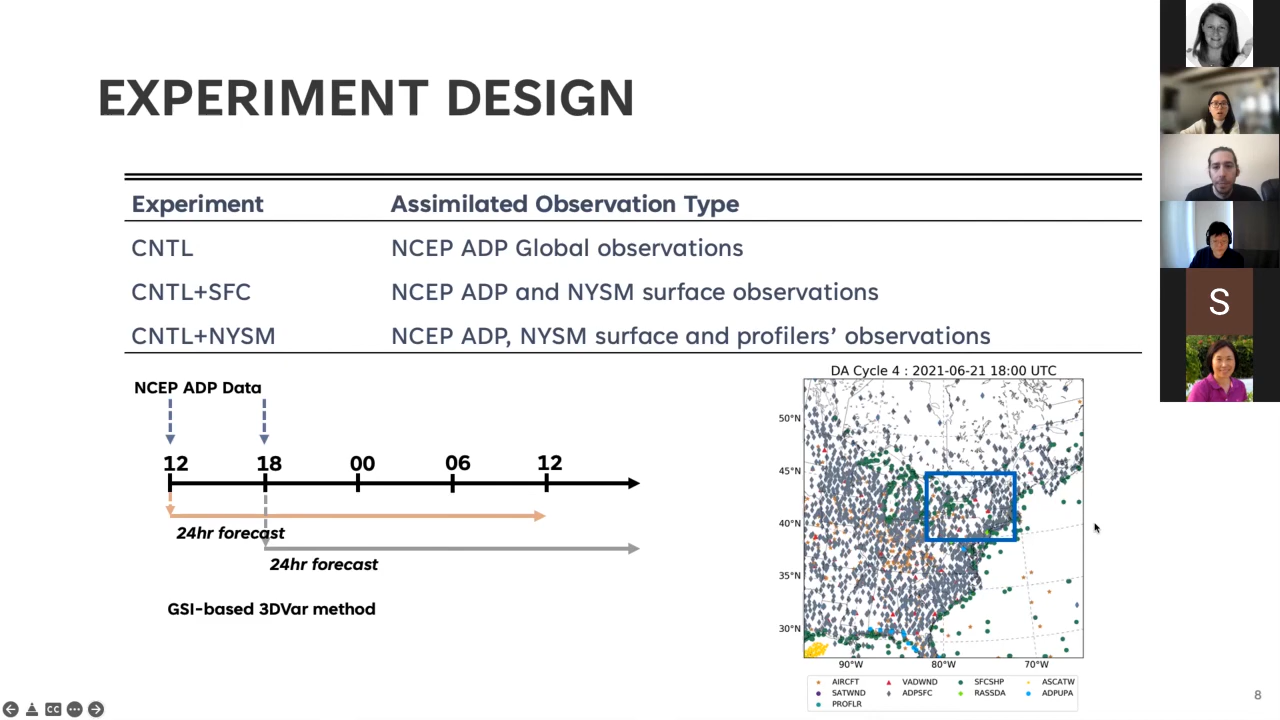 EXPERIMENT DESIGN
Experiment Assimilated Observation Type
CNTL NCEP ADP Global observations
CNTL+SFC NCEP ADP and NYSM surface observations
CNTL+NYSM NCEP ADP, NYSM surface and profilers’ observations
NCEP ADP Data
12 18 00 06 12
24hr forecast
24hr forecast
GSI-based 3DVar method
DA Cycle 4 : 2021-06-21 18:00 UTC
50°N
45°N
40°N
35°N
30°N
90°W 80°W 70°W
AIRCFT VADWND SFCSHP ASCATW
SATWND ADPSFC RASSDA ADPUPA
PROFLR
S
CC
8